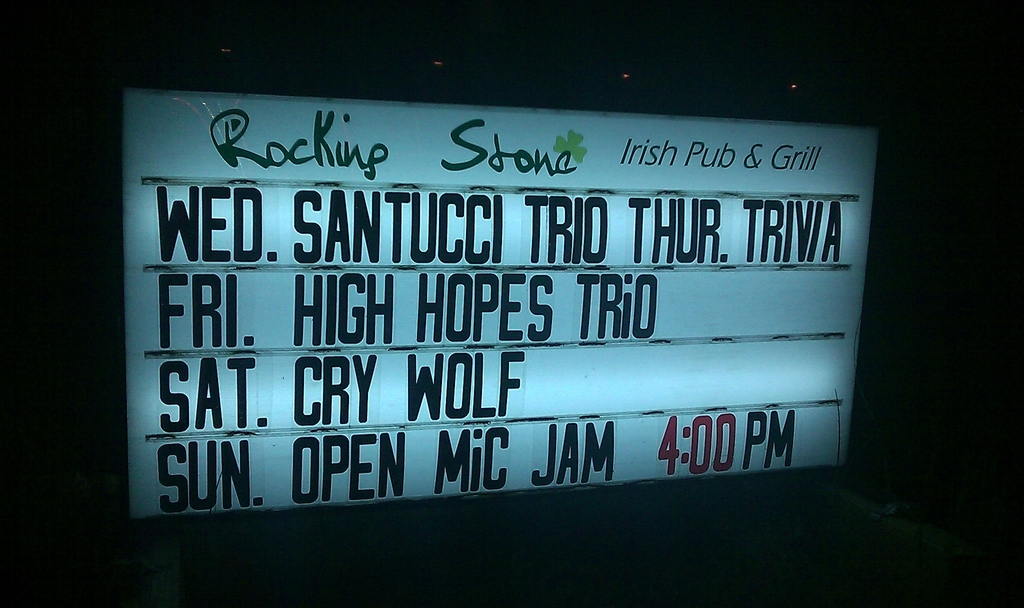 Rocking Stone Irish Pub & Grill
WED. SANTUCCI TRIO THUR. TRIVIA
FRI. HIGH HOPES TRiO
SAT. CRY WOLF
SUN. OPEN MiC JAM 4:00 PM